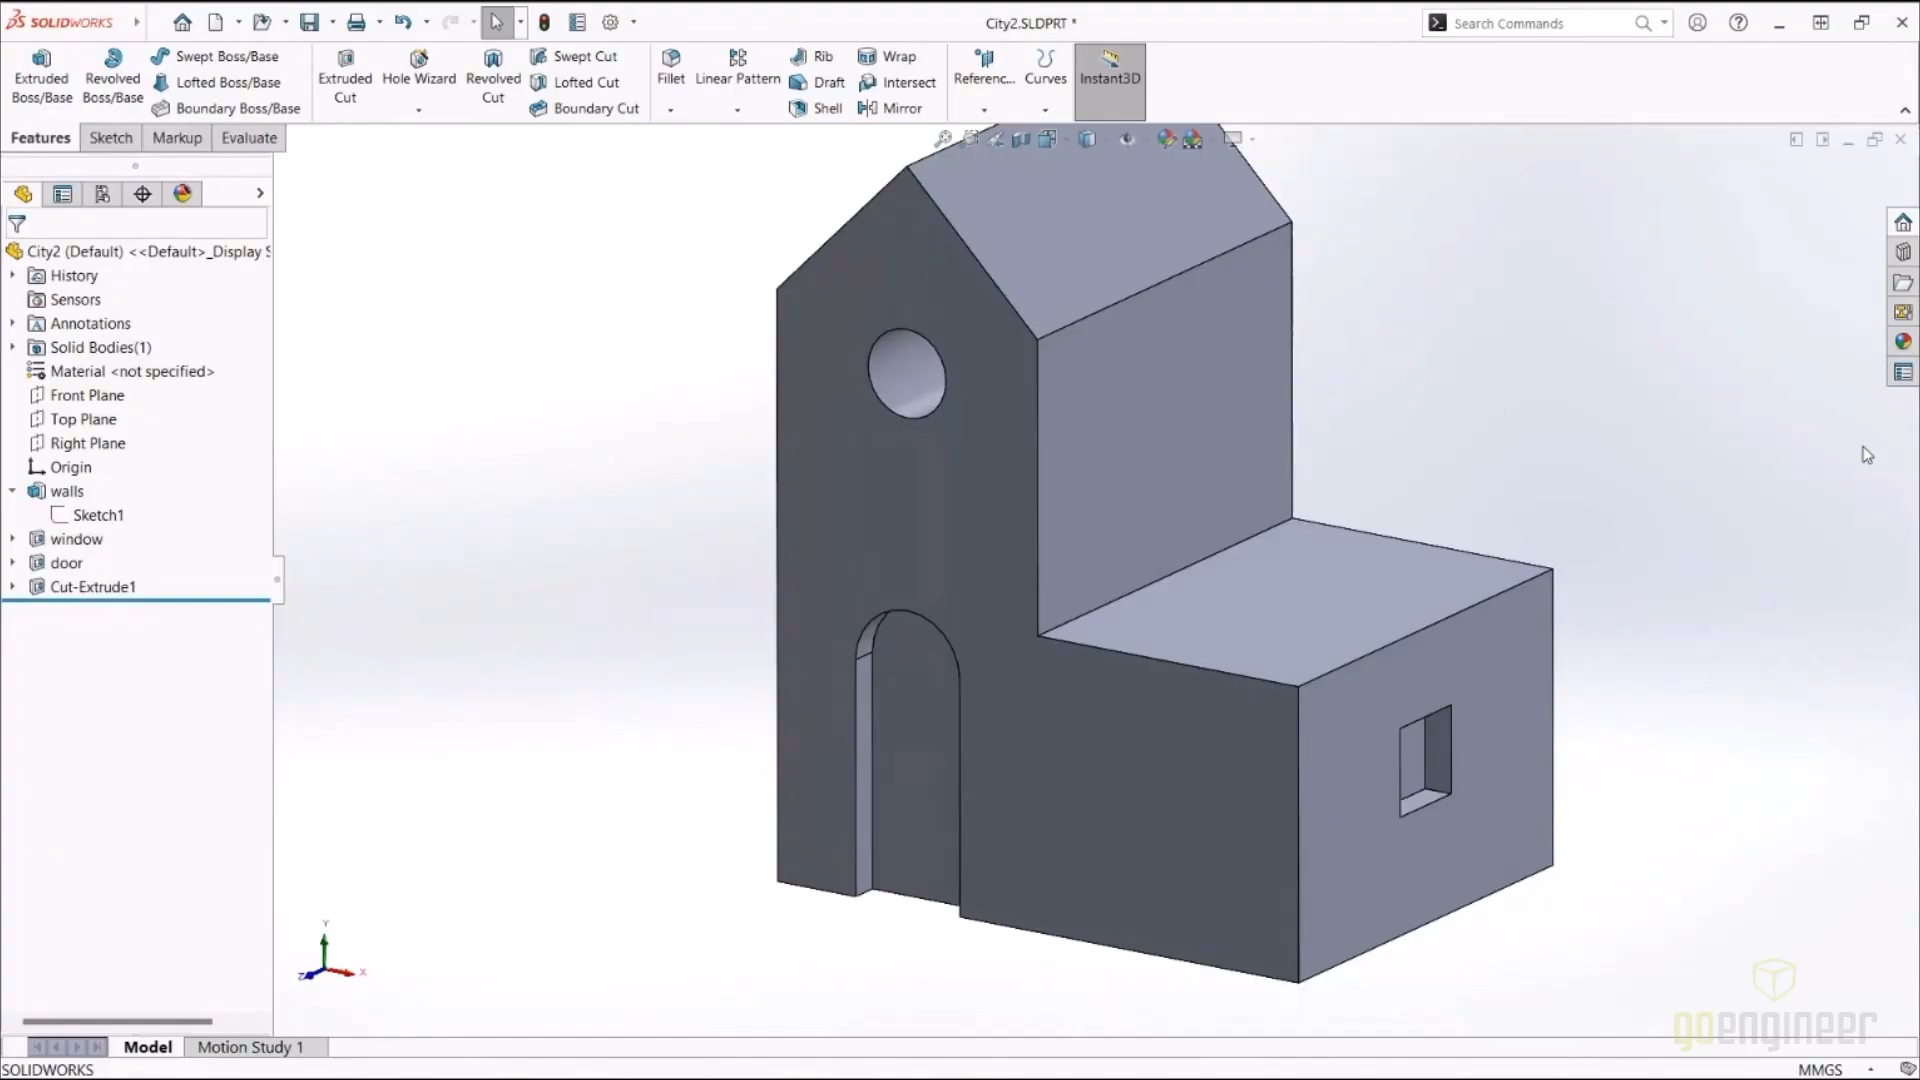 SOLIDWORKS
City2.SLDPRT *
Search Commands
Extruded Boss/Base
Revolved Boss/Base
Swept Boss/Base
Lofted Boss/Base
Boundary Boss/Base
Extruded Cut
Hole Wizard
Revolved Cut
Swept Cut
Lofted Cut
Boundary Cut
Fillet
Linear Pattern
Rib
Draft
Shell
Wrap
Intersect
Mirror
Referenc...
Curves
Instant3D
Features
Sketch
Markup
Evaluate
City2 (Default) <<Default>_Display S
History
Sensors
Annotations
Solid Bodies(1)
Material <not specified>
Front Plane
Top Plane
Right Plane
Origin
walls
Sketch1
window
door
Cut-Extrude1
Y
Z
X
goengineer
Model
Motion Study 1
SOLIDWORKS
MMGS